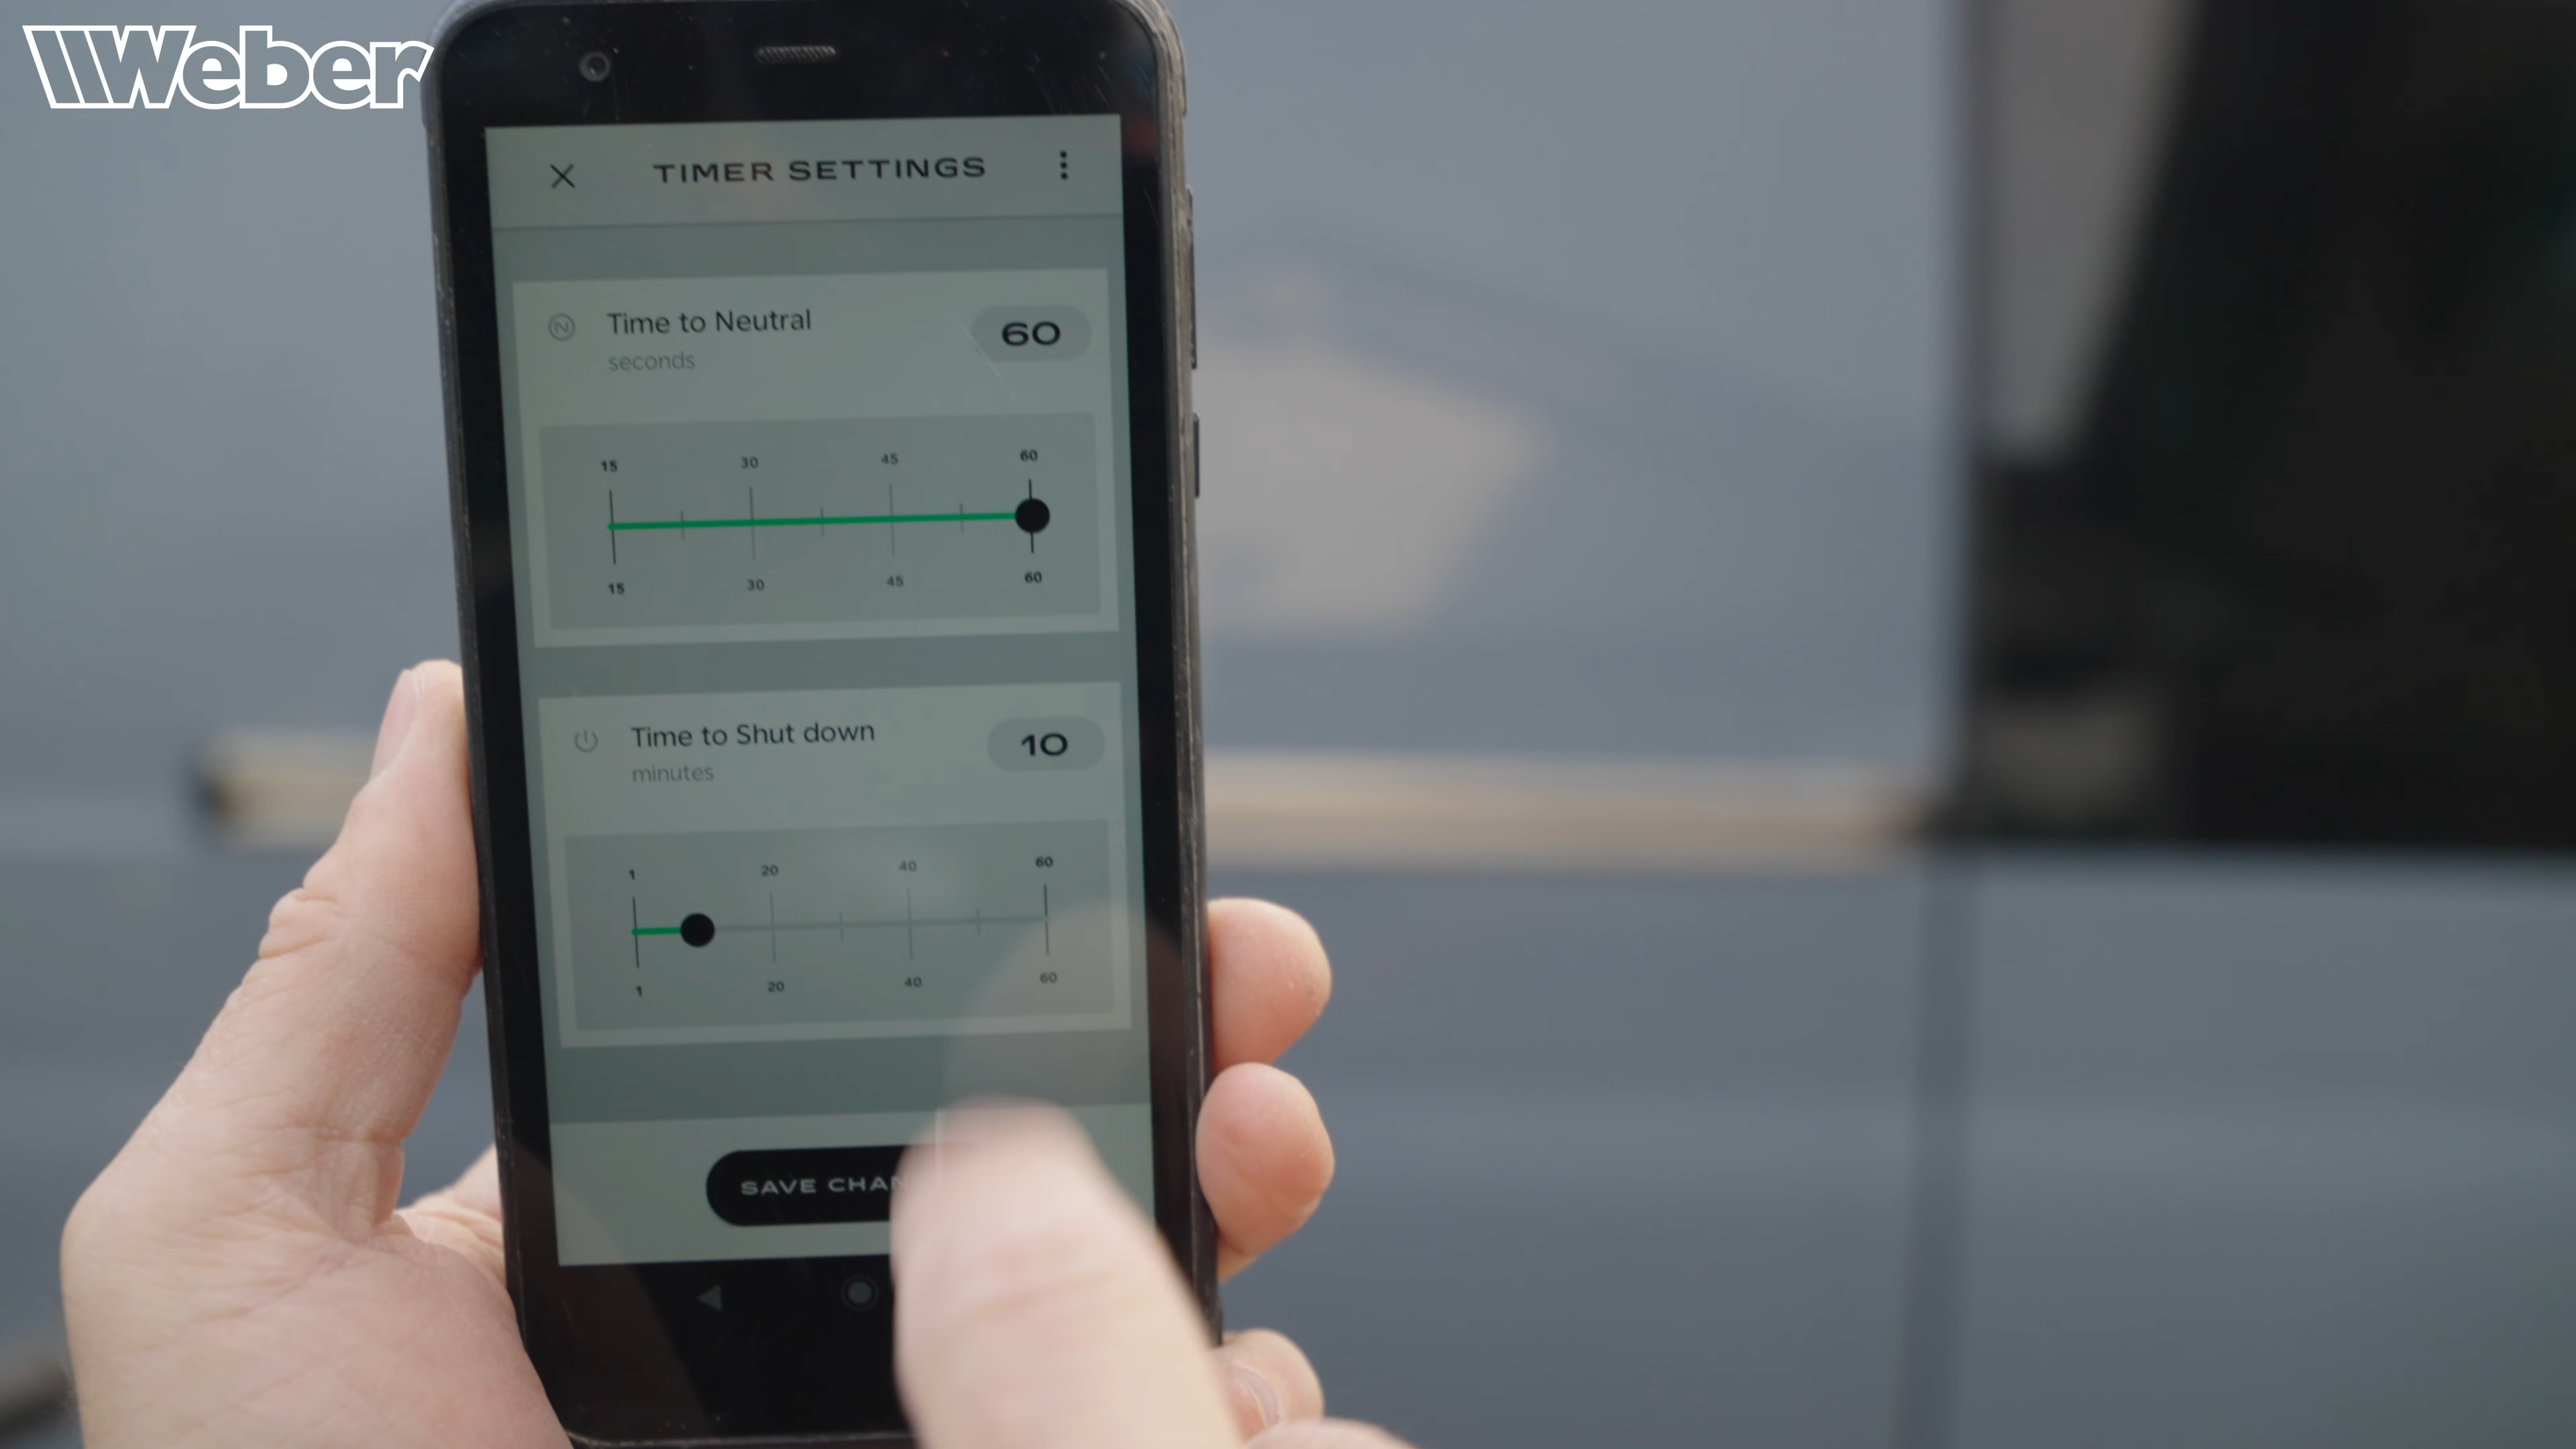 Weber
TIMER SETTINGS
N Time to Neutral 60
seconds
15 30 45 60
15 30 45 60
Time to Shut down 10
minutes
1 20 40 60
1 20 40 60
SAVE